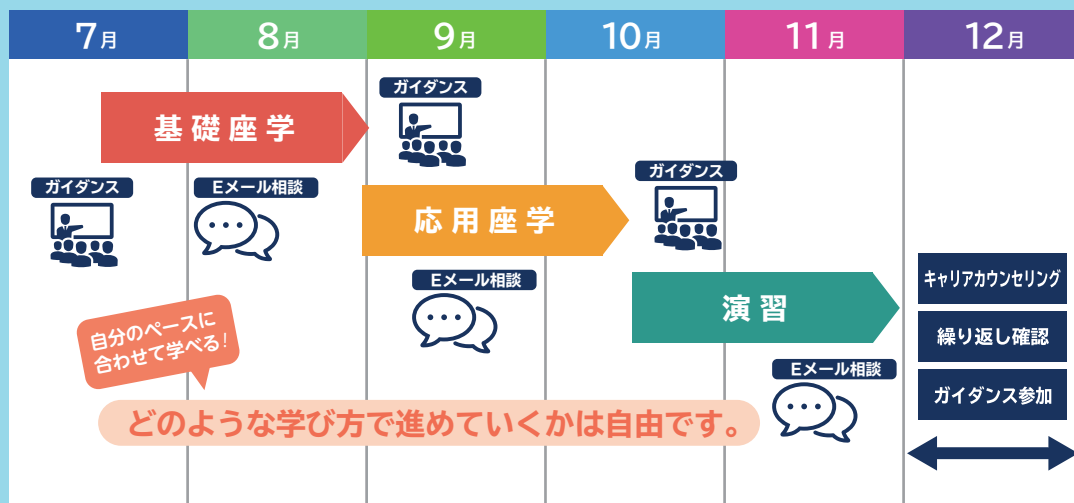 7月
8月
9月
10月
11月
12月
ガイダンス
基礎座学
ガイダンス
Eメール相談
ガイダンス
応用座学
Eメール相談
演習
キャリアカウンセリング
繰り返し確認
ガイダンス参加
Eメール相談
自分のペースに
合わせて学べる!
どのような学び方で進めていくかは自由です。